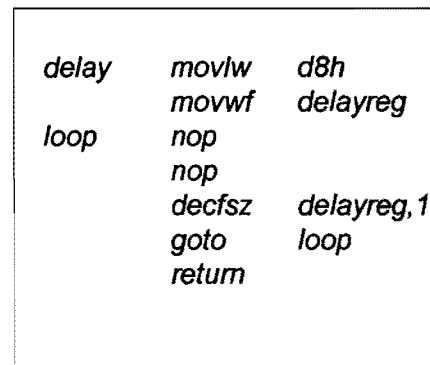 delay movlw d8h
movwf delayreg
loop nop
nop
decfsz delayreg,1
goto loop
return